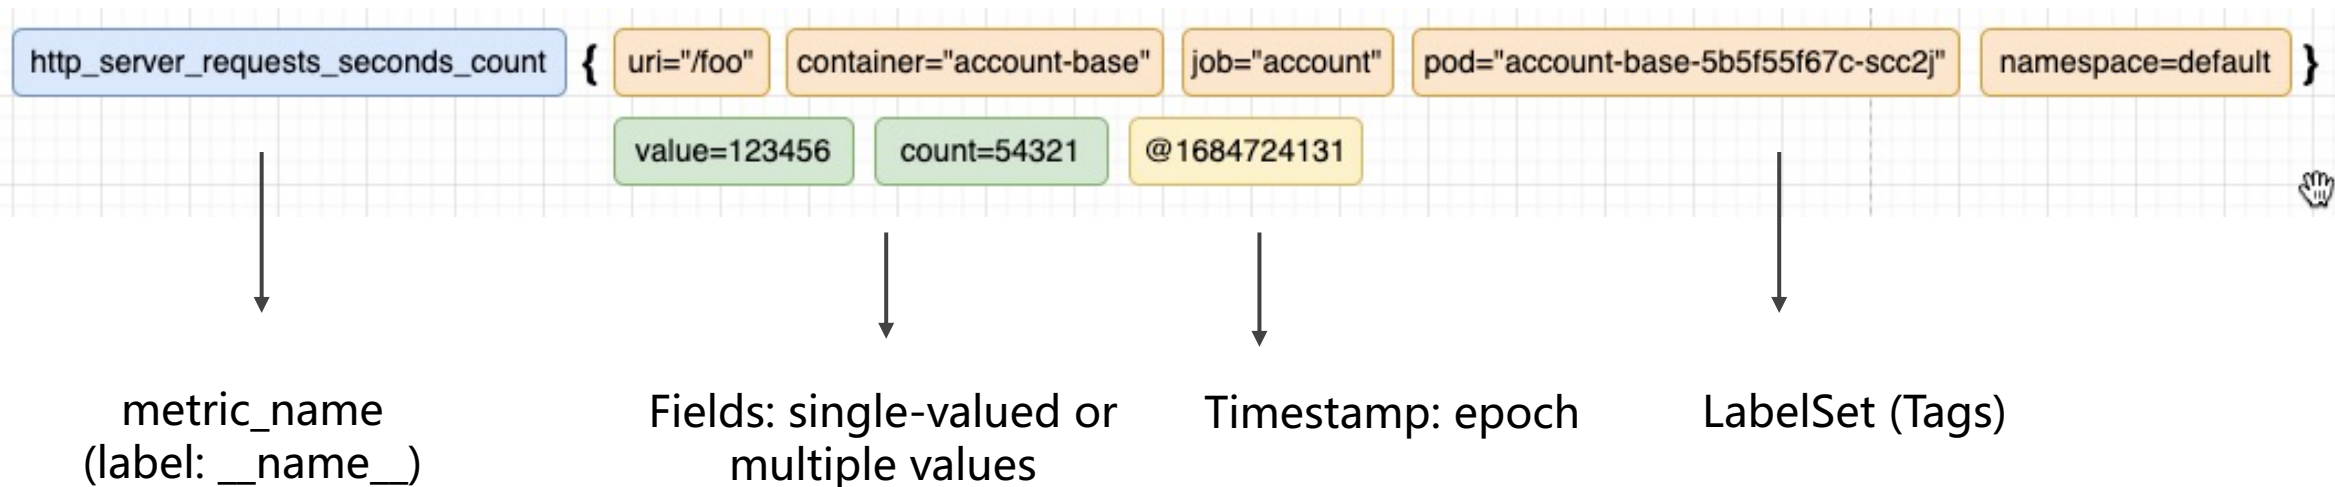 http_server_requests_seconds_count { uri="/foo" container="account-base" job="account" pod="account-base-5b5f55f67c-scc2j" namespace=default }
value=123456 count=54321 @1684724131
metric_name
(label: __name__)
Fields: single-valued or
multiple values
Timestamp: epoch
LabelSet (Tags)